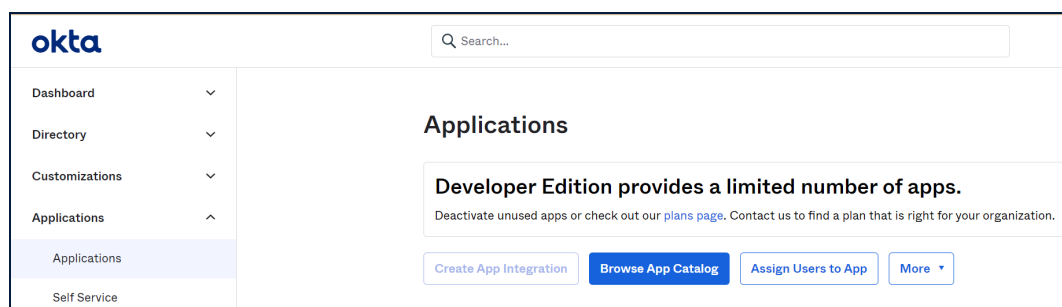 okta
Search...
Dashboard
Directory
Customizations
Applications
Applications
Self Service
Applications
Developer Edition provides a limited number of apps.
Deactivate unused apps or check out our plans page. Contact us to find a plan that is right for your organization.
Create App Integration
Browse App Catalog
Assign Users to App
More